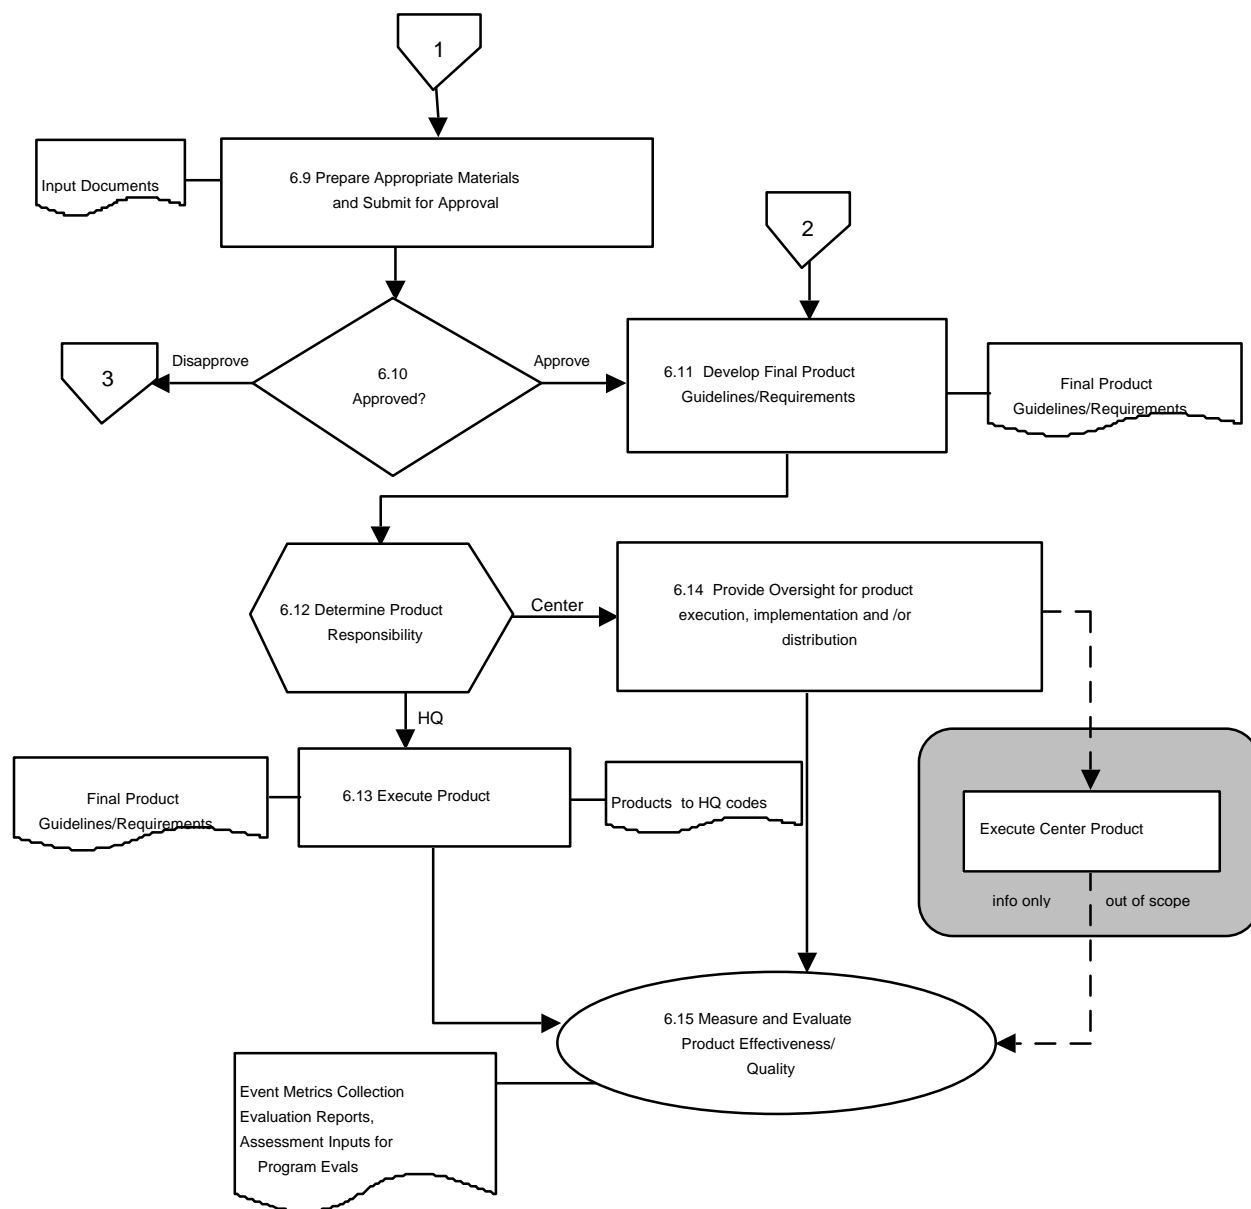 1
Input Documents
6.9 Prepare Appropriate Materials
and Submit for Approval
2
3
Disapprove
6.10
Approved?
Approve
6.11 Develop Final Product
Guidelines/Requirements
Final Product
Guidelines/Requirements
6.12 Determine Product
Responsibility
Center
6.14 Provide Oversight for product
execution, implementation and /or
distribution
HQ
Final Product
Guidelines/Requirements
6.13 Execute Product
Products to HQ codes
Execute Center Product
info only
out of scope
6.15 Measure and Evaluate
Product Effectiveness/
Quality
Event Metrics Collection
Evaluation Reports,
Assessment Inputs for
Program Evals